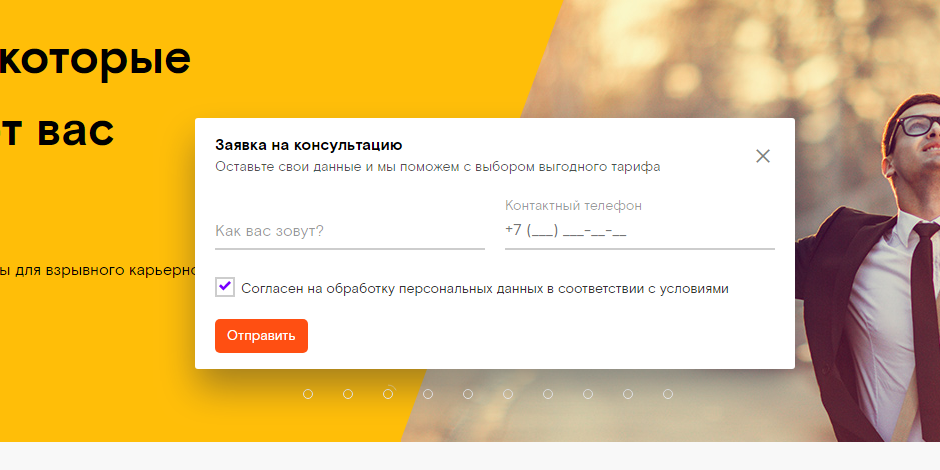 которые
т вас
Заявка на консультацию
Оставьте свои данные и мы поможем с выбором выгодного тарифа
Контактный телефон
Как вас зовут?
+7 (___) ___-__-__
ы для взрывного карьерно
Согласен на обработку персональных данных в соответствии с условиями
Отправить